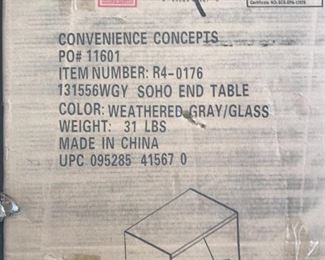 CONVENIENCE CONCEPTS
PO# 11601
ITEM NUMBER: R4-0176
131556WGY SOHO END TABLE
COLOR: WEATHERED GRAY/GLASS
WEIGHT: 31 LBS
MADE IN CHINA
UPC 095285 41567 0